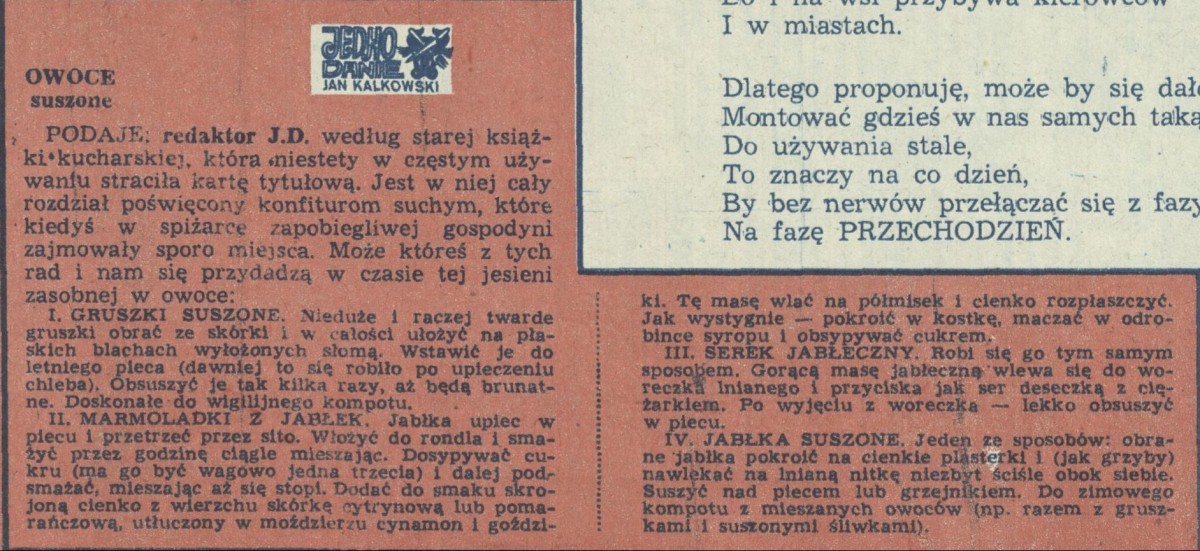 JEDNO
DANIE
JAN KALKOWSKI
OWOCE
suszone
PODAJE: redaktor J.D. według starej książ-
ki kucharskiej, która niestety w częstym uży-
waniu straciła kartę tytułową. Jest w niej cały
rozdział poświęcony konfiturom suchym, które
kiedyś w spiżarce zapobiegliwej gospodyni
zajmowały sporo miejsca. Może któreś z tych
rad i nam się przydadzą w czasie tej jesieni
zasobnej w owoce:
I. GRUSZKI SUSZONE. Nieduże i raczej twarde
gruszki obrać ze skórki i w całości ułożyć na pła-
skich blachach wyłożonych słomą. Wstawić je do
letniego pieca (dawniej to się robiło po upieczeniu
chleba). Obsuszyć je tak kilka razy, aż będą brunat-
ne. Doskonałe do wigilijnego kompotu.
II. MARMOLADKI Z JABŁEK. Jabłka upiec w
piecu i przetrzeć przez sito. Włożyć do rondla i sma-
żyć przez godzinę ciągle mieszając. Dosypywać cu-
kru (ma go być wagowo jedna trzecia) i dalej pod-
smażać, mieszając aż się stopi. Dodać do smaku skro-
joną cienko z wierzchu skórkę cytrynową lub poma-
rańczową, utłuczony w moździerzu cynamon i goździ-
ki. Tę masę wlać na półmisek i cienko rozpłaszczyć.
Jak wystygnie — pokroić w kostkę, maczać w odro-
bince syropu i obsypywać cukrem.
III. SEREK JABŁECZNY. Robi się go tym samym
sposobem. Gorącą masę jabłeczną wlewa się do wo-
reczka lnianego i przyciska jak ser deseczką z cię-
żarkiem. Po wyjęciu z woreczka — lekko obsuszyć
w piecu.
IV. JABŁKA SUSZONE. Jeden ze sposobów: obra-
ne jabłka pokroić na cienkie plasterki i (jak grzyby)
nawlekać na lnianą nitkę niezbyt ściśle obok siebie.
Suszyć nad piecem lub grzejnikiem. Do zimowego
kompotu z mieszanych owoców (np. razem z grusz-
kami i suszonymi śliwkami).
i na wsi przybywa kierowców
I w miastach.
Dlatego proponuję, może by się dał
Montować gdzieś w nas samych taką
Do używania stale,
To znaczy na co dzień,
By bez nerwów przełączać się z fazy
Na fazę PRZECHODZIEŃ.